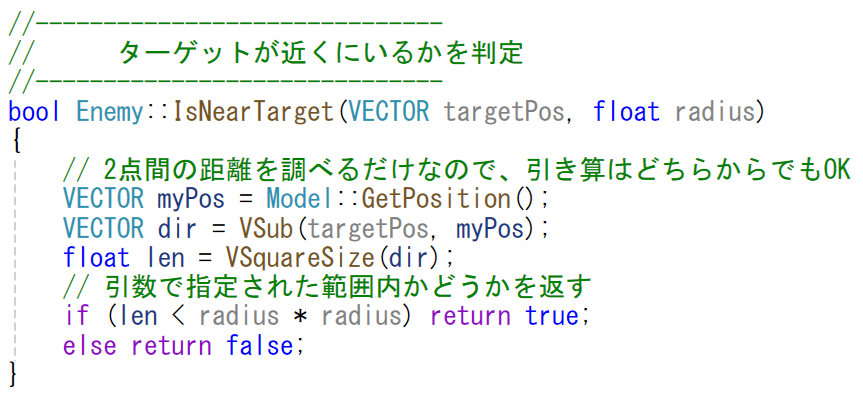 //------------------------------
//      ターゲットが近くにいるかを判定
//------------------------------
bool Enemy::IsNearTarget(VECTOR targetPos, float radius)
{
    // 2点間の距離を調べるだけなので、引き算はどちらからでもOK
    VECTOR myPos = Model::GetPosition();
    VECTOR dir = VSub(targetPos, myPos);
    float len = VSquareSize(dir);
    // 引数で指定された範囲内かどうかを返す
    if (len < radius * radius) return true;
    else return false;
}